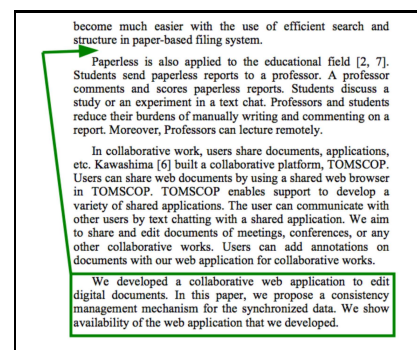 become much easier with the use of efficient search and
structure in paper-based filing system.
Paperless is also applied to the educational field [2, 7].
Students send paperless reports to a professor. A professor
comments and scores paperless reports. Students discuss a
study or an experiment in a text chat. Professors and students
reduce their burdens of manually writing and commenting on a
report. Moreover, Professors can lecture remotely.
In collaborative work, users share documents, applications,
etc. Kawashima [6] built a collaborative platform, TOMSCOP.
Users can share web documents by using a shared web browser
in TOMSCOP. TOMSCOP enables support to develop a
variety of shared applications. The user can communicate with
other users by text chatting with a shared application. We aim
to share and edit documents of meetings, conferences, or any
other collaborative works. Users can add annotations on
documents with our web application for collaborative works.
We developed a collaborative web application to edit
digital documents. In this paper, we propose a consistency
management mechanism for the synchronized data. We show
availability of the web application that we developed.